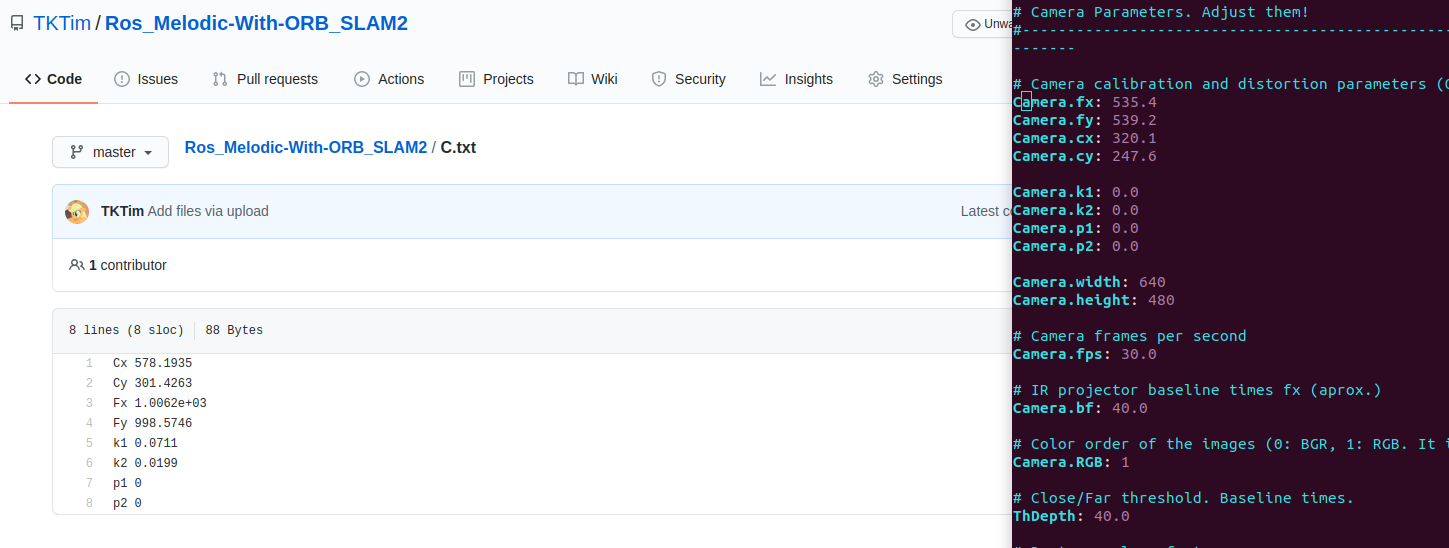 TKTim / Ros_Melodic-With-ORB_SLAM2
Unwa
Code Issues Pull requests Actions Projects Wiki Security Insights Settings
master Ros_Melodic-With-ORB_SLAM2 / C.txt
TKTim Add files via upload Latest co
1 contributor
8 lines (8 sloc) 88 Bytes
1 Cx 578.1935
2 Cy 301.4263
3 Fx 1.0062e+03
4 Fy 998.5746
5 k1 0.0711
6 k2 0.0199
7 p1 0
8 p2 0
# Camera Parameters. Adjust them!
#------------------------------------------------
-------
# Camera calibration and distortion parameters (
Camera.fx: 535.4
Camera.fy: 539.2
Camera.cx: 320.1
Camera.cy: 247.6
Camera.k1: 0.0
Camera.k2: 0.0
Camera.p1: 0.0
Camera.p2: 0.0
Camera.width: 640
Camera.height: 480
# Camera frames per second
Camera.fps: 30.0
# IR projector baseline times fx (aprox.)
Camera.bf: 40.0
# Color order of the images (0: BGR, 1: RGB. It
Camera.RGB: 1
# Close/Far threshold. Baseline times.
ThDepth: 40.0